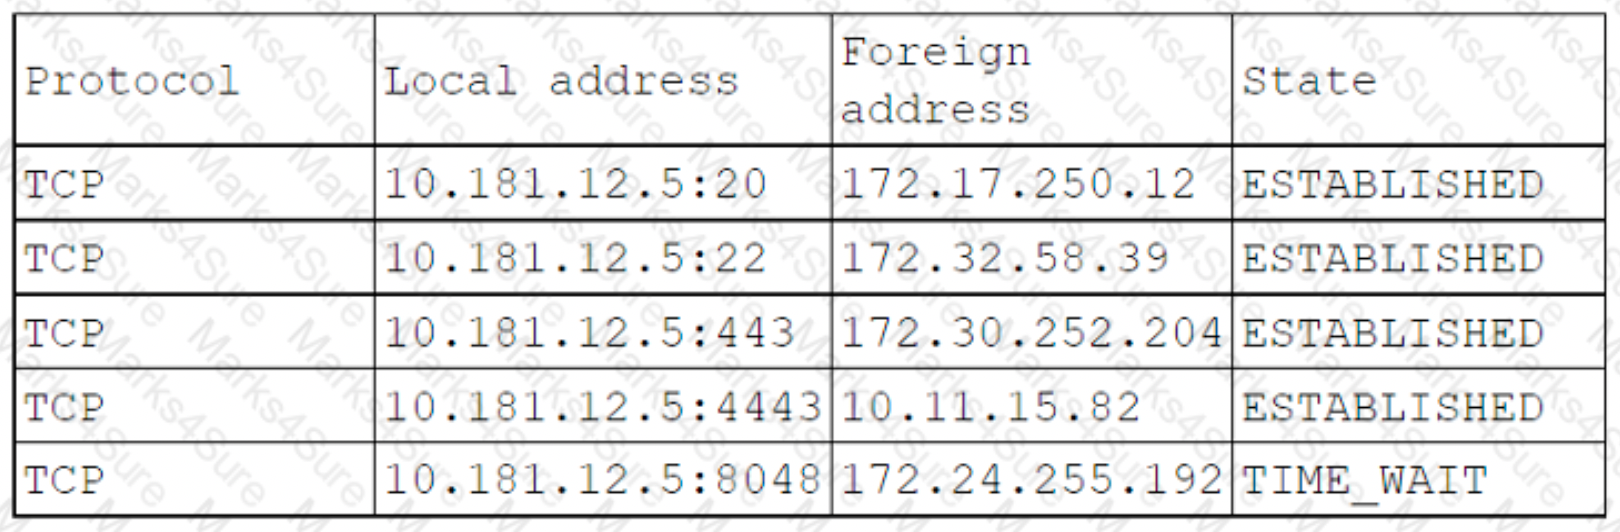 Protocol Local address Foreign address State
TCP 10.181.12.5:20 172.17.250.12 ESTABLISHED
TCP 10.181.12.5:22 172.32.58.39 ESTABLISHED
TCP 10.181.12.5:443 172.30.252.204 ESTABLISHED
TCP 10.181.12.5:4443 10.11.15.82 ESTABLISHED
TCP 10.181.12.5:8048 172.24.255.192 TIME_WAIT
Marks4Sure